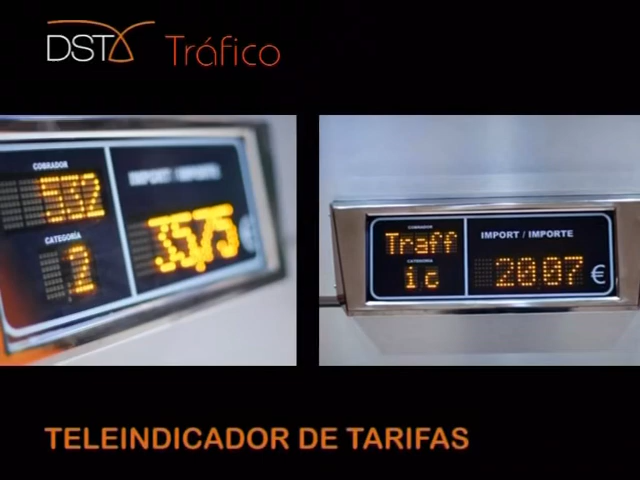 DSTA Tráfico
COBRADOR
532
CATEGORÍA
2
IMPORT / IMPORTE
35,75
€
COBRADOR
Traff
CATEGORIA
1c
IMPORT / IMPORTE
20.07 €
TELEINDICADOR DE TARIFAS